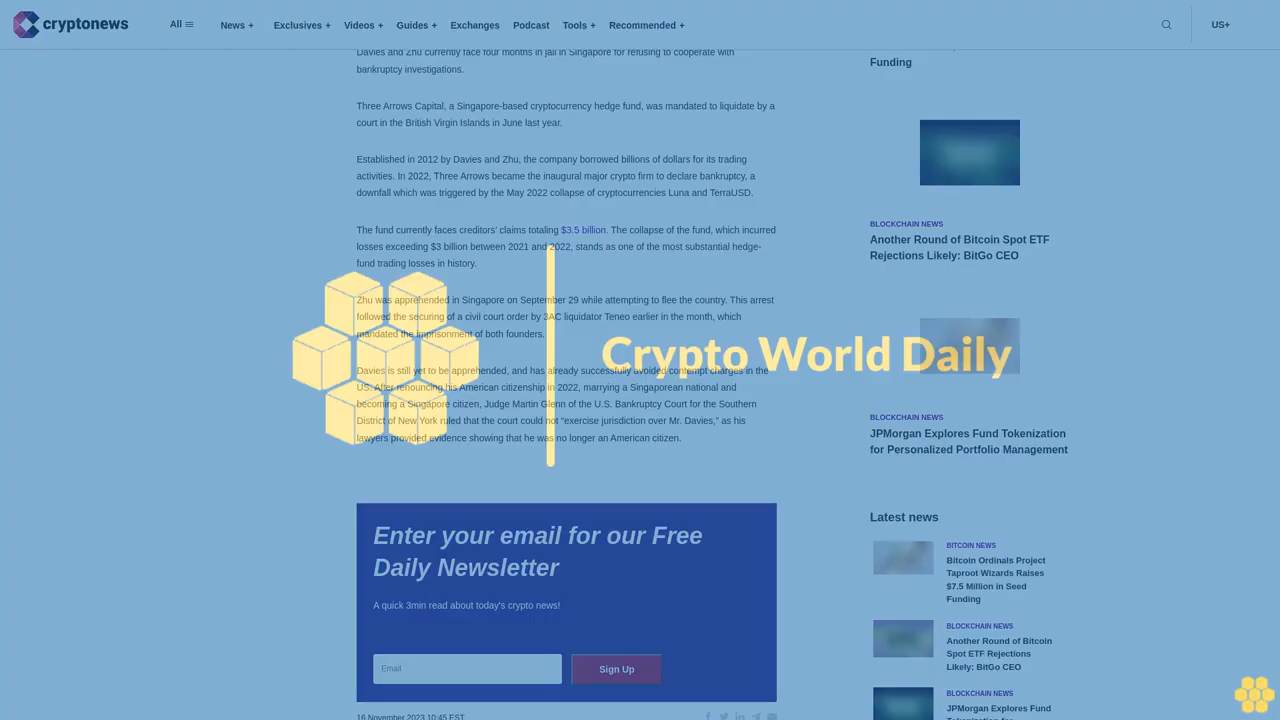 cryptonews
All
News +
Exclusives +
Videos +
Guides +
Exchanges
Podcast
Tools +
Recommended +
US+
Davies and Zhu currently face four months in jail in Singapore for refusing to cooperate with
bankruptcy investigations.
Three Arrows Capital, a Singapore-based cryptocurrency hedge fund, was mandated to liquidate by a
court in the British Virgin Islands in June last year.
Established in 2012 by Davies and Zhu, the company borrowed billions of dollars for its trading
activities. In 2022, Three Arrows became the inaugural major crypto firm to declare bankruptcy, a
downfall which was triggered by the May 2022 collapse of cryptocurrencies Luna and TerraUSD.
The fund currently faces creditors' claims totaling $3.5 billion. The collapse of the fund, which incurred
losses exceeding $3 billion between 2021 and 2022, stands as one of the most substantial hedge-
fund trading losses in history.
Zhu was apprehended in Singapore on September 29 while attempting to flee the country. This arrest
followed the securing of a civil court order by 3AC liquidator Teneo earlier in the month, which
mandated the imprisonment of both founders.
Davies is still yet to be apprehended, and has already successfully avoided contempt charges in the
US. After renouncing his American citizenship in 2022, marrying a Singaporean national and
becoming a Singapore citizen, Judge Martin Glenn of the U.S. Bankruptcy Court for the Southern
District of New York ruled that the court could not “exercise jurisdiction over Mr. Davies,” as his
lawyers provided evidence showing that he was no longer an American citizen.
Crypto World Daily
Enter your email for our Free
Daily Newsletter
A quick 3min read about today's crypto news!
Email
Sign Up
16 November 2023 10:45 EST
Funding
BLOCKCHAIN NEWS
Another Round of Bitcoin Spot ETF
Rejections Likely: BitGo CEO
BLOCKCHAIN NEWS
JPMorgan Explores Fund Tokenization
for Personalized Portfolio Management
Latest news
BITCOIN NEWS
Bitcoin Ordinals Project
Taproot Wizards Raises
$7.5 Million in Seed
Funding
BLOCKCHAIN NEWS
Another Round of Bitcoin
Spot ETF Rejections
Likely: BitGo CEO
BLOCKCHAIN NEWS
JPMorgan Explores Fund
Tokenization for